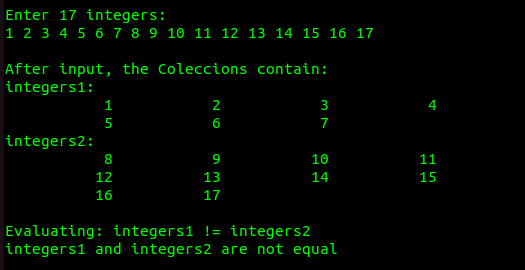 Enter 17 integers:
1 2 3 4 5 6 7 8 9 10 11 12 13 14 15 16 17
After input, the Coleccions contain:
integers1:
1 2 3 4
5 6 7
integers2:
8 9 10 11
12 13 14 15
16 17
Evaluating: integers1 != integers2
integers1 and integers2 are not equal